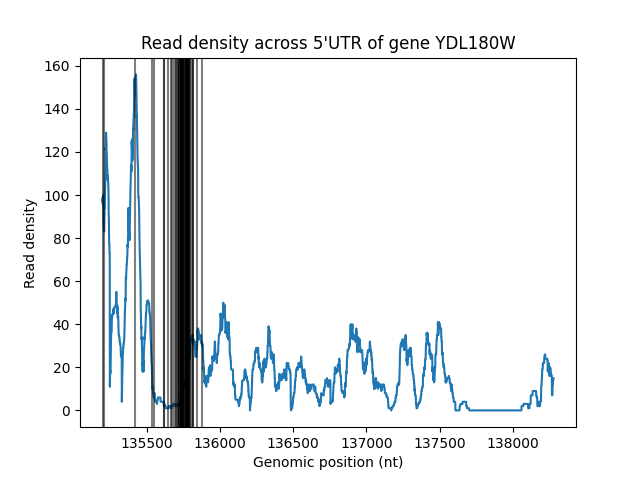 Read density across 5'UTR of gene YDL180W
160
140
120
100
80
60
40
20
0
Read density
135500 136000 136500 137000 137500 138000
Genomic position (nt)